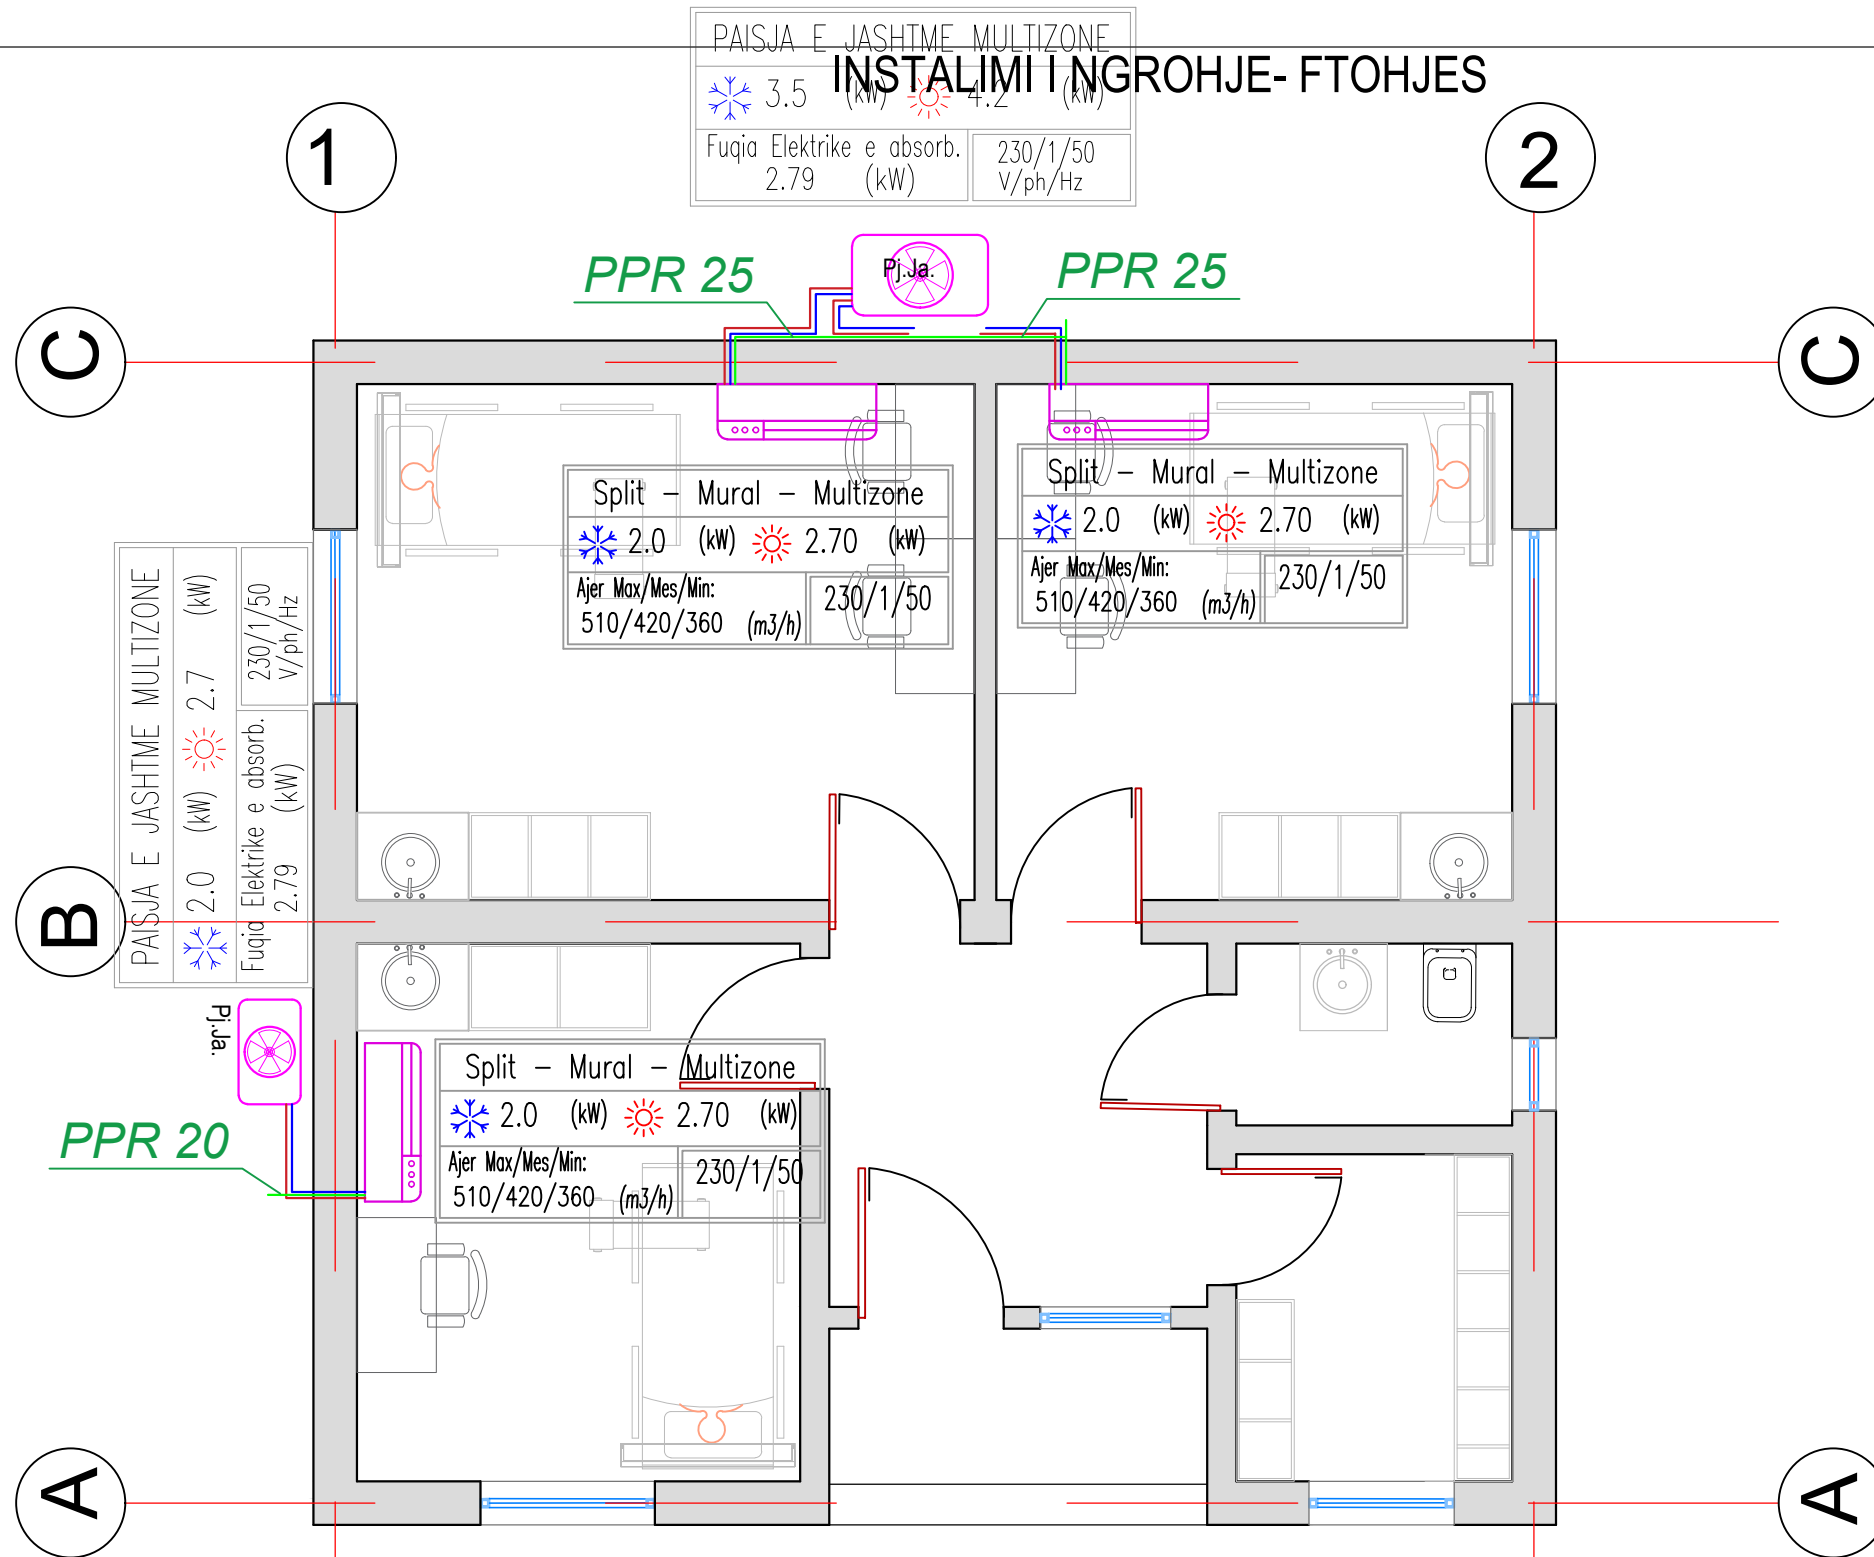 PAISJA E JASHTME MULTIZONE
INSTALIMI I NGROHJE- FTOHJES
3.5 (kW) 4.2 (kW)
Fuqia Elektrike e absorb.
2.79 (kW)
230/1/50
V/ph/Hz
1
2
PPR 25
Pj.Ja.
PPR 25
C
C
Split - Mural - Multizone
2.0 (kW) 2.70 (kW)
Ajer Max/Mes/Min:
510/420/360 (m3/h)
230/1/50
Split - Mural - Multizone
2.0 (kW) 2.70 (kW)
Ajer Max/Mes/Min:
510/420/360 (m3/h)
230/1/50
PAISJA E JASHTME MULTIZONE
2.0 (kW) 2.7 (kW)
Fuqia Elektrike e absorb.
2.79 (kW)
230/1/50
V/ph/Hz
B
Pj.Ja.
Split - Mural - Multizone
2.0 (kW) 2.70 (kW)
Ajer Max/Mes/Min:
510/420/360 (m3/h)
230/1/50
PPR 20
A
A